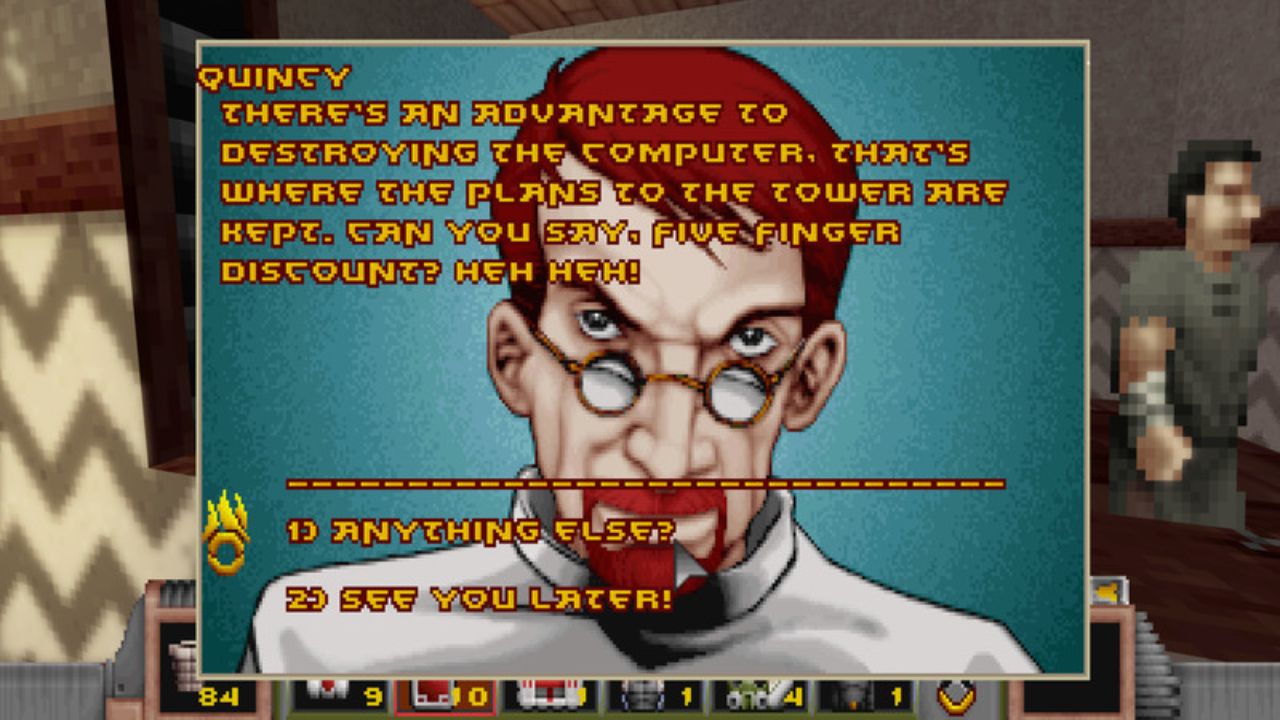 QUINCY
THERE'S AN ADVANTAGE TO
DESTROYING THE COMPUTER, THAT'S
WHERE THE PLANS TO THE TOWER ARE
KEPT. CAN YOU SAY, FIVE FINGER
DISCOUNT? HEH HEH!
--------------------------------
1) ANYTHING ELSE?
2) SEE YOU LATER!
84 9 10 1 1 4 1